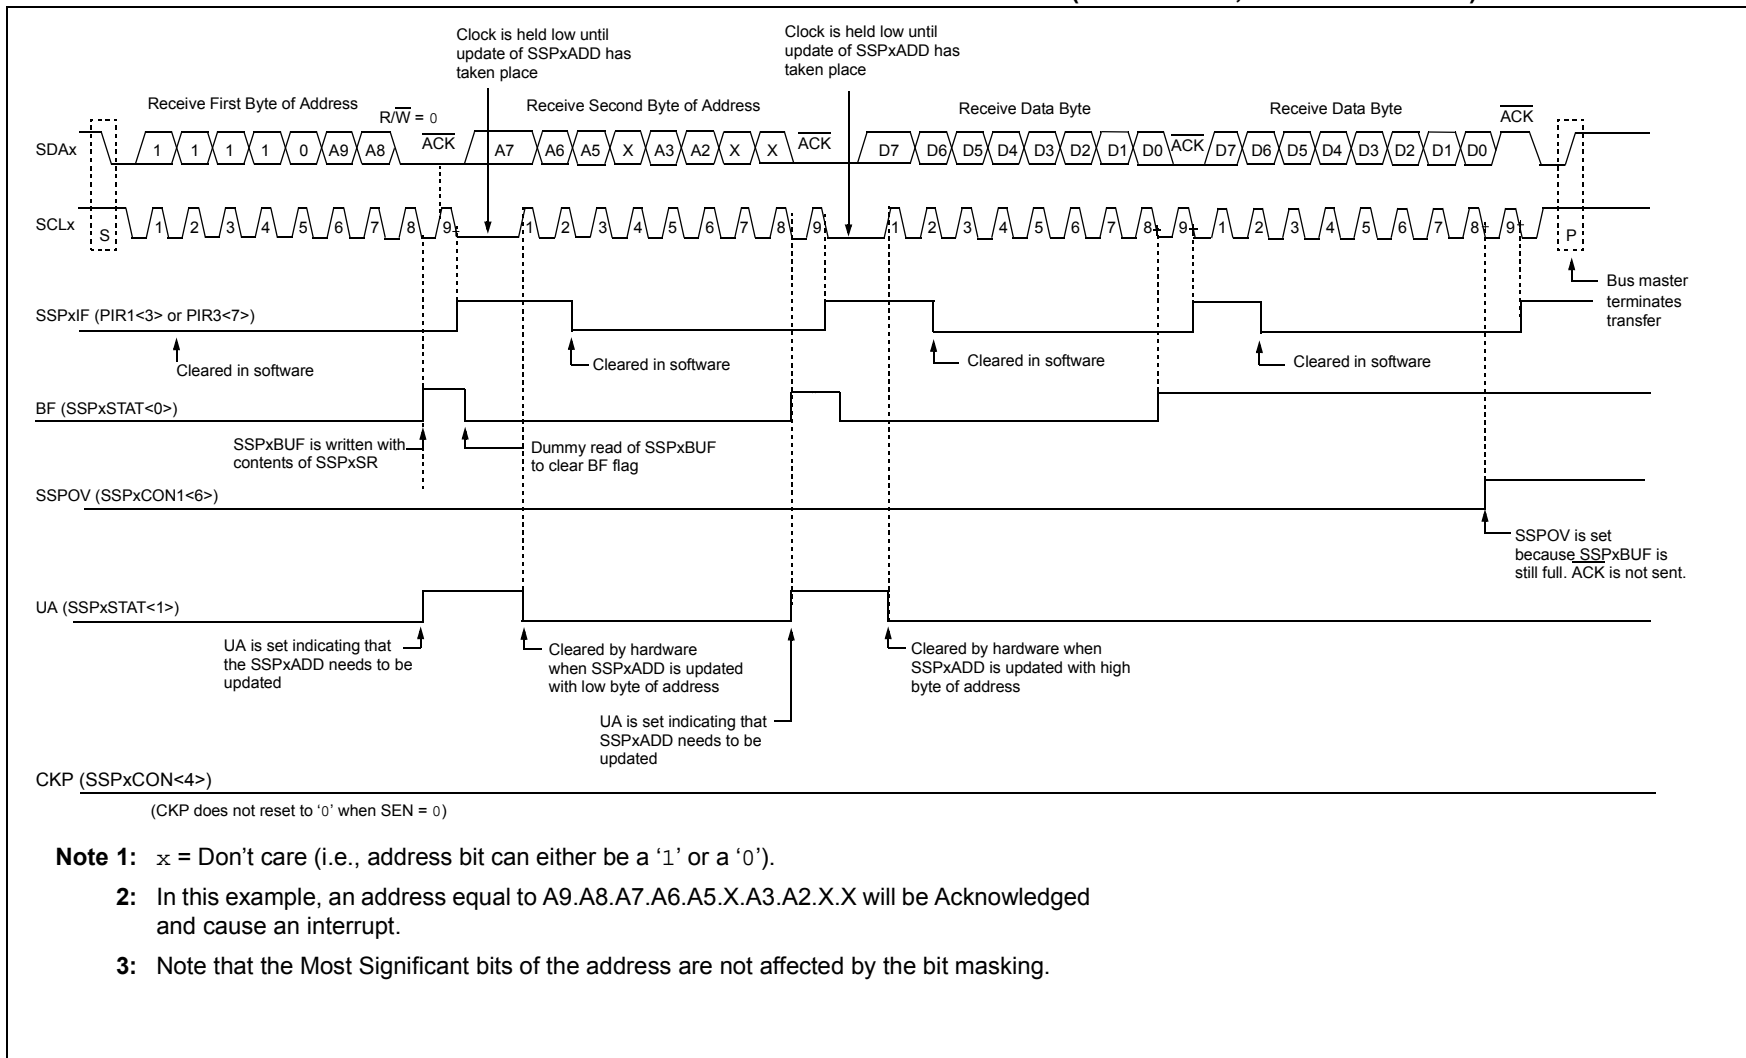 Clock is held low until
update of SSPxADD has
taken place
Clock is held low until
update of SSPxADD has
taken place
Receive First Byte of Address
R/W = 0
ACK
Receive Second Byte of Address
ACK
Receive Data Byte
ACK
Receive Data Byte
ACK
SDAx
1 1 1 1 0 A9 A8
A7 A6 A5 X A3 A2 X X
D7 D6 D5 D4 D3 D2 D1 D0
D7 D6 D5 D4 D3 D2 D1 D0
SCLx
S
1 2 3 4 5 6 7 8 9
1 2 3 4 5 6 7 8 9
1 2 3 4 5 6 7 8 9
1 2 3 4 5 6 7 8 9
P
Bus master
terminates
transfer
SSPxIF (PIR1<3> or PIR3<7>)
Cleared in software
Cleared in software
Cleared in software
Cleared in software
BF (SSPxSTAT<0>)
SSPxBUF is written with
contents of SSPxSR
Dummy read of SSPxBUF
to clear BF flag
SSPOV (SSPxCON1<6>)
SSPOV is set
because SSPxBUF is
still full. ACK is not sent.
UA (SSPxSTAT<1>)
UA is set indicating that
the SSPxADD needs to be
updated
Cleared by hardware
when SSPxADD is updated
with low byte of address
UA is set indicating that
SSPxADD needs to be
updated
Cleared by hardware when
SSPxADD is updated with high
byte of address
CKP (SSPxCON<4>)
(CKP does not reset to ‘0’ when SEN = 0)
Note 1: x = Don’t care (i.e., address bit can either be a ‘1’ or a ‘0’).
2: In this example, an address equal to A9.A8.A7.A6.A5.X.A3.A2.X.X will be Acknowledged
and cause an interrupt.
3: Note that the Most Significant bits of the address are not affected by the bit masking.